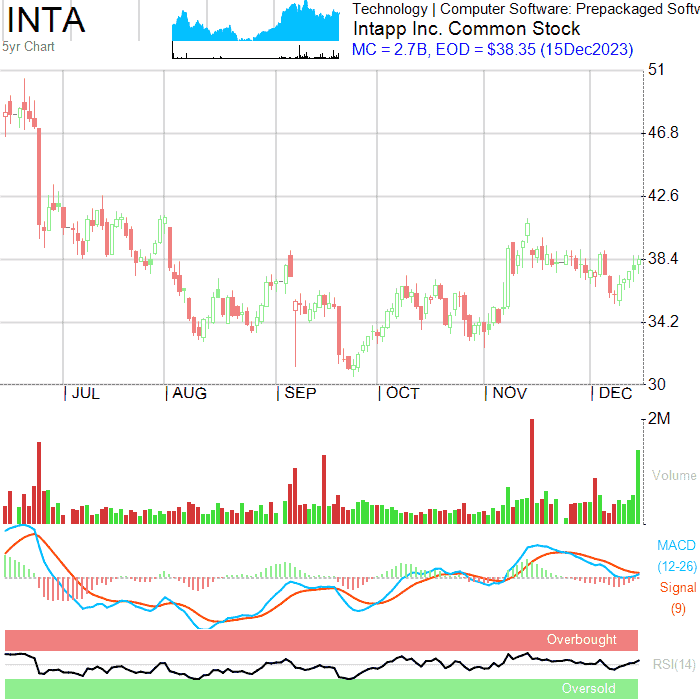 INTA
5yr Chart
Technology | Computer Software: Prepackaged Softw
Intapp Inc. Common Stock
MC = 2.7B, EOD = $38.35 (15Dec2023)
51
46.8
42.6
38.4
34.2
30
JUL AUG SEP OCT NOV DEC
2M
Volume
MACD
(12-26)
Signal
(9)
Overbought
RSI(14)
Oversold